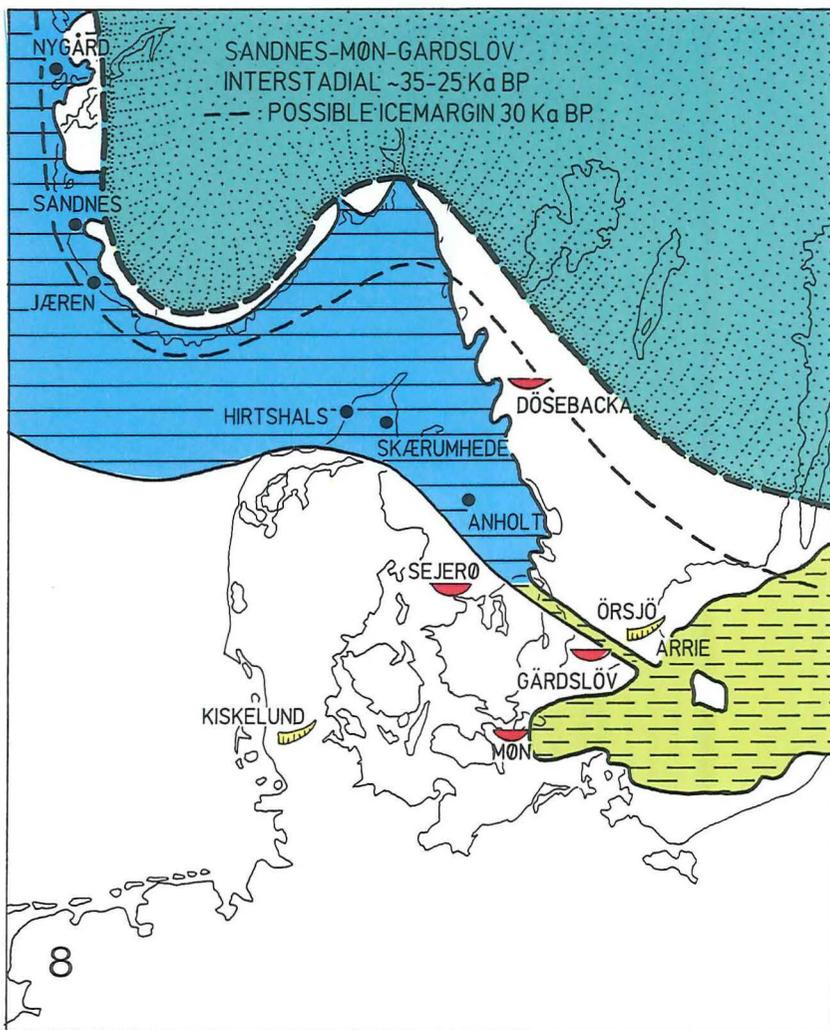 NYGÅRD
SANDNES-MØN-GÄRDSLÖV
INTERSTADIAL ~35-25 Ka BP
--- : POSSIBLE ICEMARGIN 30 Ka BP
SANDNES
JÆREN
HIRTSHALS
DÖSEBACKA
SKÆRUMHEDE
ANHOLT
SEJERØ
ÖRSJÖ
ÀRRIE
GÄRDSLÖV
KISKELUND
MØN
8